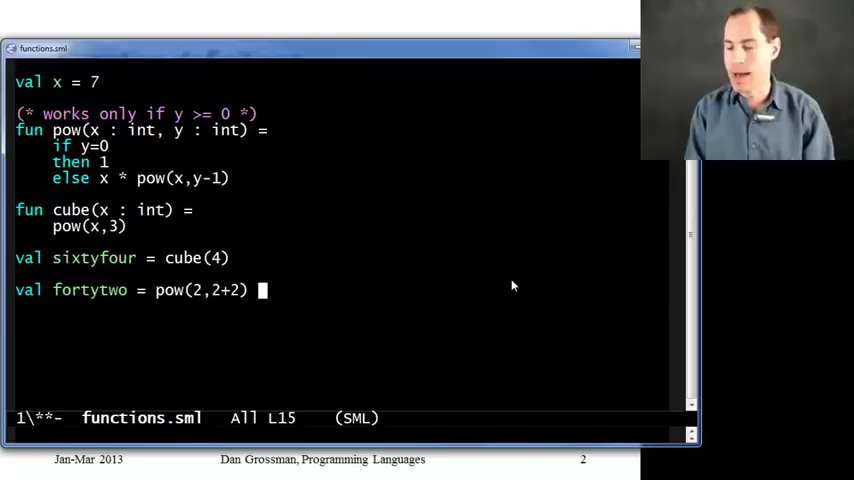 functions.sml
val x = 7
(* works only if y >= 0 *)
fun pow(x : int, y : int) =
if y=0
then 1
else x * pow(x,y-1)
fun cube(x : int) =
pow(x,3)
val sixtyfour = cube(4)
val fortytwo = pow(2,2+2)
1\**-  functions.sml   All L15    (SML)
Jan-Mar 2013
Dan Grossman, Programming Languages
2